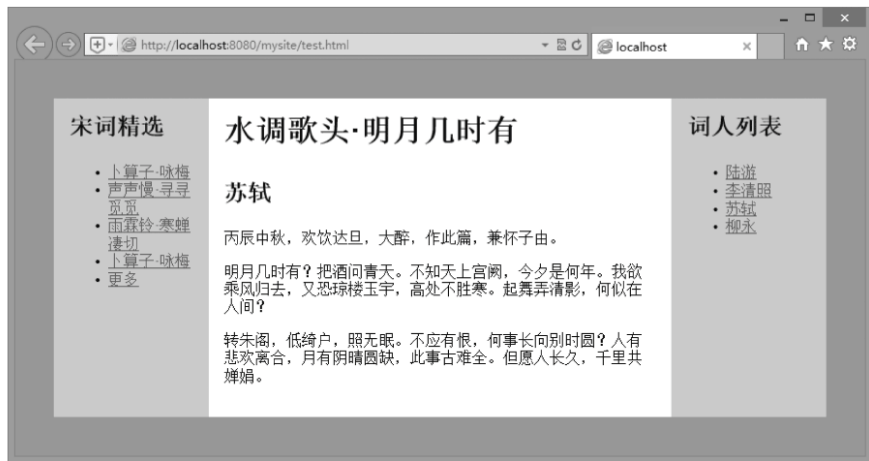 http://localhost:8080/mysite/test.html
localhost
宋词精选
卜算子·咏梅
声声慢·寻寻
觅觅
雨霖铃·寒蝉
凄切
卜算子·咏梅
更多
水调歌头·明月几时有
苏轼
丙辰中秋，欢饮达旦，大醉，作此篇，兼怀子由。
明月几时有？把酒问青天。不知天上宫阙，今夕是何年。我欲
乘风归去，又恐琼楼玉宇，高处不胜寒。起舞弄清影，何似在
人间？
转朱阁，低绮户，照无眠。不应有恨，何事长向别时圆？人有
悲欢离合，月有阴晴圆缺，此事古难全。但愿人长久，千里共
婵娟。
词人列表
陆游
李清照
苏轼
柳永